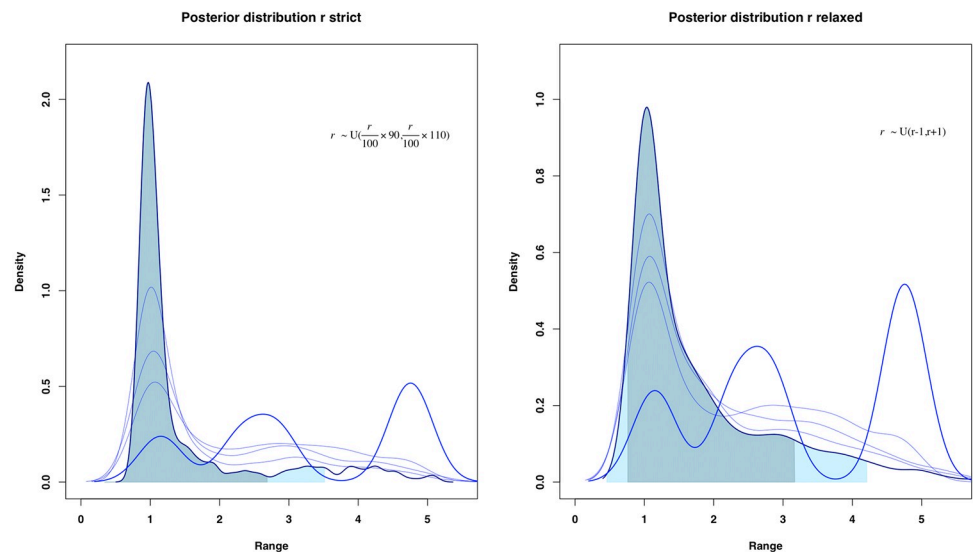 Posterior distribution r strict
Density
2.0
1.5
1.0
0.5
0.0
r ~ U(r/100 × 90, r/100 × 110)
0 1 2 3 4 5
Range
Posterior distribution r relaxed
Density
1.0
0.8
0.6
0.4
0.2
0.0
r ~ U(r-1,r+1)
0 1 2 3 4 5
Range